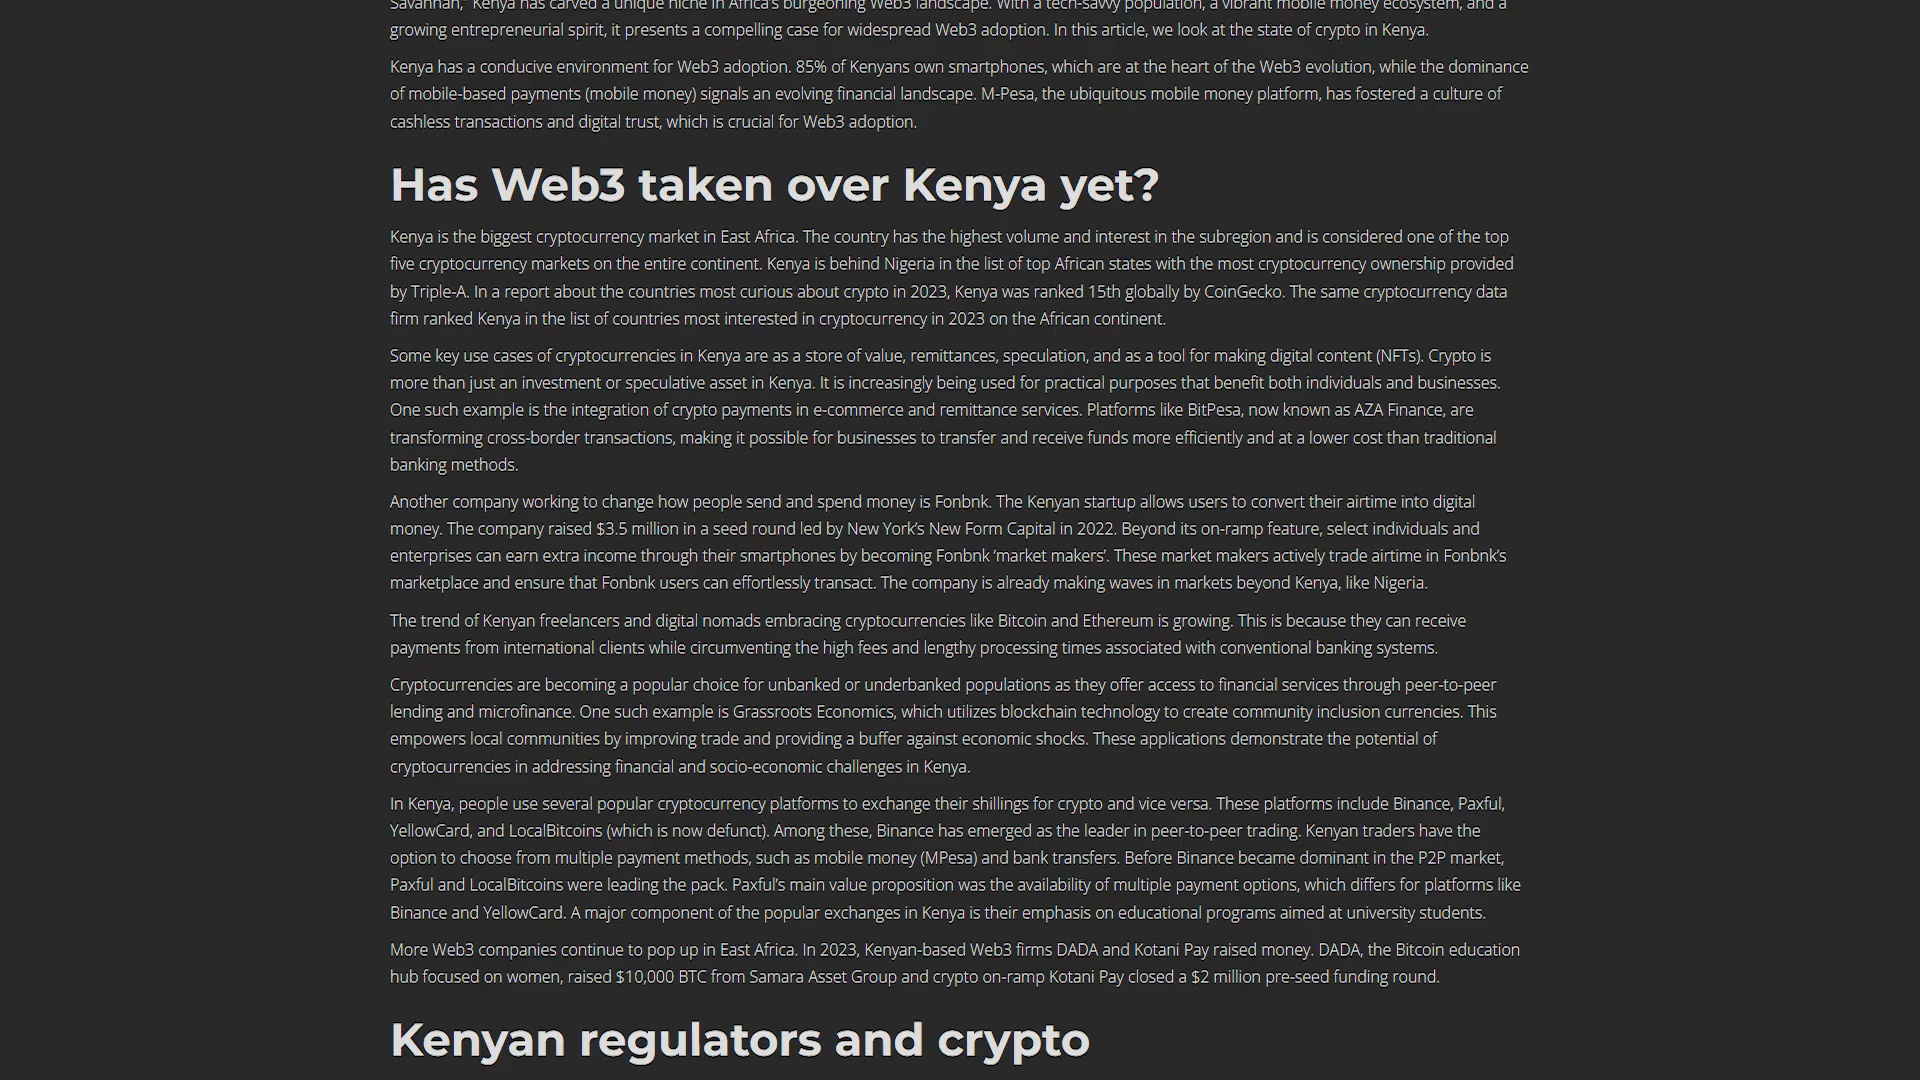 Savannah," Kenya has carved a unique niche in Africa's burgeoning Web3 landscape. With a tech-savvy population, a vibrant mobile money ecosystem, and a
growing entrepreneurial spirit, it presents a compelling case for widespread Web3 adoption. In this article, we look at the state of crypto in Kenya.
Kenya has a conducive environment for Web3 adoption. 85% of Kenyans own smartphones, which are at the heart of the Web3 evolution, while the dominance
of mobile-based payments (mobile money) signals an evolving financial landscape. M-Pesa, the ubiquitous mobile money platform, has fostered a culture of
cashless transactions and digital trust, which is crucial for Web3 adoption.
Has Web3 taken over Kenya yet?
Kenya is the biggest cryptocurrency market in East Africa. The country has the highest volume and interest in the subregion and is considered one of the top
five cryptocurrency markets on the entire continent. Kenya is behind Nigeria in the list of top African states with the most cryptocurrency ownership provided
by Triple-A. In a report about the countries most curious about crypto in 2023, Kenya was ranked 15th globally by CoinGecko. The same cryptocurrency data
firm ranked Kenya in the list of countries most interested in cryptocurrency in 2023 on the African continent.
Some key use cases of cryptocurrencies in Kenya are as a store of value, remittances, speculation, and as a tool for making digital content (NFTs). Crypto is
more than just an investment or speculative asset in Kenya. It is increasingly being used for practical purposes that benefit both individuals and businesses.
One such example is the integration of crypto payments in e-commerce and remittance services. Platforms like BitPesa, now known as AZA Finance, are
transforming cross-border transactions, making it possible for businesses to transfer and receive funds more efficiently and at a lower cost than traditional
banking methods.
Another company working to change how people send and spend money is Fonbnk. The Kenyan startup allows users to convert their airtime into digital
money. The company raised $3.5 million in a seed round led by New York's New Form Capital in 2022. Beyond its on-ramp feature, select individuals and
enterprises can earn extra income through their smartphones by becoming Fonbnk 'market makers'. These market makers actively trade airtime in Fonbnk's
marketplace and ensure that Fonbnk users can effortlessly transact. The company is already making waves in markets beyond Kenya, like Nigeria.
The trend of Kenyan freelancers and digital nomads embracing cryptocurrencies like Bitcoin and Ethereum is growing. This is because they can receive
payments from international clients while circumventing the high fees and lengthy processing times associated with conventional banking systems.
Cryptocurrencies are becoming a popular choice for unbanked or underbanked populations as they offer access to financial services through peer-to-peer
lending and microfinance. One such example is Grassroots Economics, which utilizes blockchain technology to create community inclusion currencies. This
empowers local communities by improving trade and providing a buffer against economic shocks. These applications demonstrate the potential of
cryptocurrencies in addressing financial and socio-economic challenges in Kenya.
In Kenya, people use several popular cryptocurrency platforms to exchange their shillings for crypto and vice versa. These platforms include Binance, Paxful,
YellowCard, and LocalBitcoins (which is now defunct). Among these, Binance has emerged as the leader in peer-to-peer trading. Kenyan traders have the
option to choose from multiple payment methods, such as mobile money (MPesa) and bank transfers. Before Binance became dominant in the P2P market,
Paxful and LocalBitcoins were leading the pack. Paxful's main value proposition was the availability of multiple payment options, which differs for platforms like
Binance and YellowCard. A major component of the popular exchanges in Kenya is their emphasis on educational programs aimed at university students.
More Web3 companies continue to pop up in East Africa. In 2023, Kenyan-based Web3 firms DADA and Kotani Pay raised money. DADA, the Bitcoin education
hub focused on women, raised $10,000 BTC from Samara Asset Group and crypto on-ramp Kotani Pay closed a $2 million pre-seed funding round.
Kenyan regulators and crypto